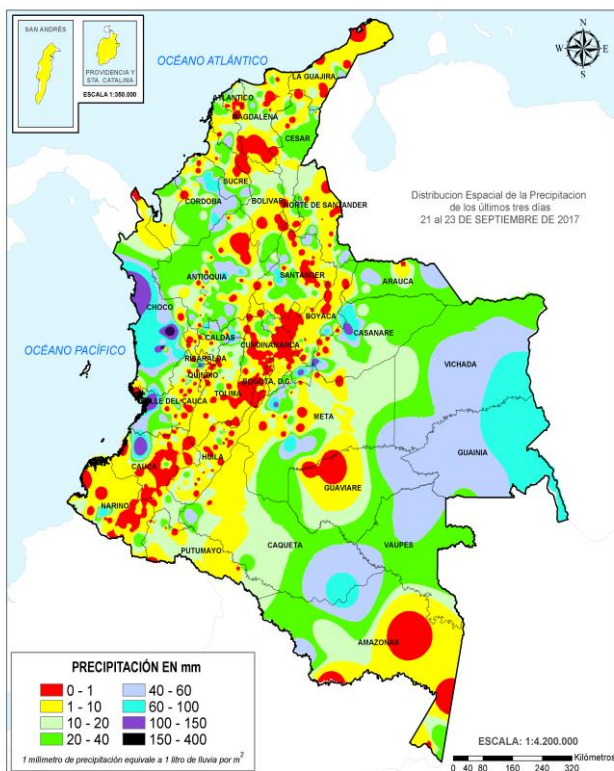 SAN ANDRÉS
PROVIDENCIA Y
STA. CATALINA
ESCALA 1:350.000
OCÉANO ATLÁNTICO
N
W
E
S
LA GUAJIRA
ATLANTICO
MAGDALENA
CESAR
SUCRE
CORDOBA
BOLIVAR
NORTE DE SANTANDER
Distribucion Espacial de la Precipitacion
de los últimos tres días
21 al 23 DE SEPTIEMBRE DE 2017
ANTIOQUIA
SANTANDER
ARAUCA
CHOCO
BOYACA
CASANARE
OCÉANO PACÍFICO
CALDAS
CUNDINAMARCA
RISARALDA
VICHADA
QUINDIO
BOGOTA, D.C.
TOLIMA
VALLE DEL CAUCA
META
GUAINIA
HUILA
CAUCA
GUAVIARE
NARINO
PUTUMAYO
CAQUETA
VAUPES
AMAZONAS
PRECIPITACIÓN EN mm
0 - 1
40 - 60
1 - 10
60 - 100
10 - 20
100 - 150
20 - 40
150 - 400
1 milimetro de precipitación equivale a 1 litro de lluvia por m2
ESCALA: 1:4.200.000
Kilómetros
0 40 80 160 240 320